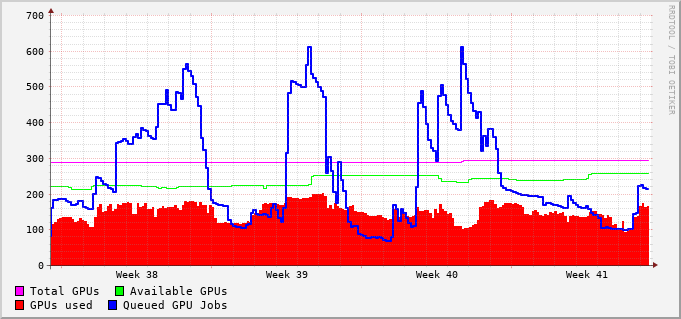 700
600
500
400
300
200
100
0
Week 38 Week 39 Week 40 Week 41
Total GPUs Available GPUs
GPUs used Queued GPU Jobs
RRDTOOL / TOBI OETIKER